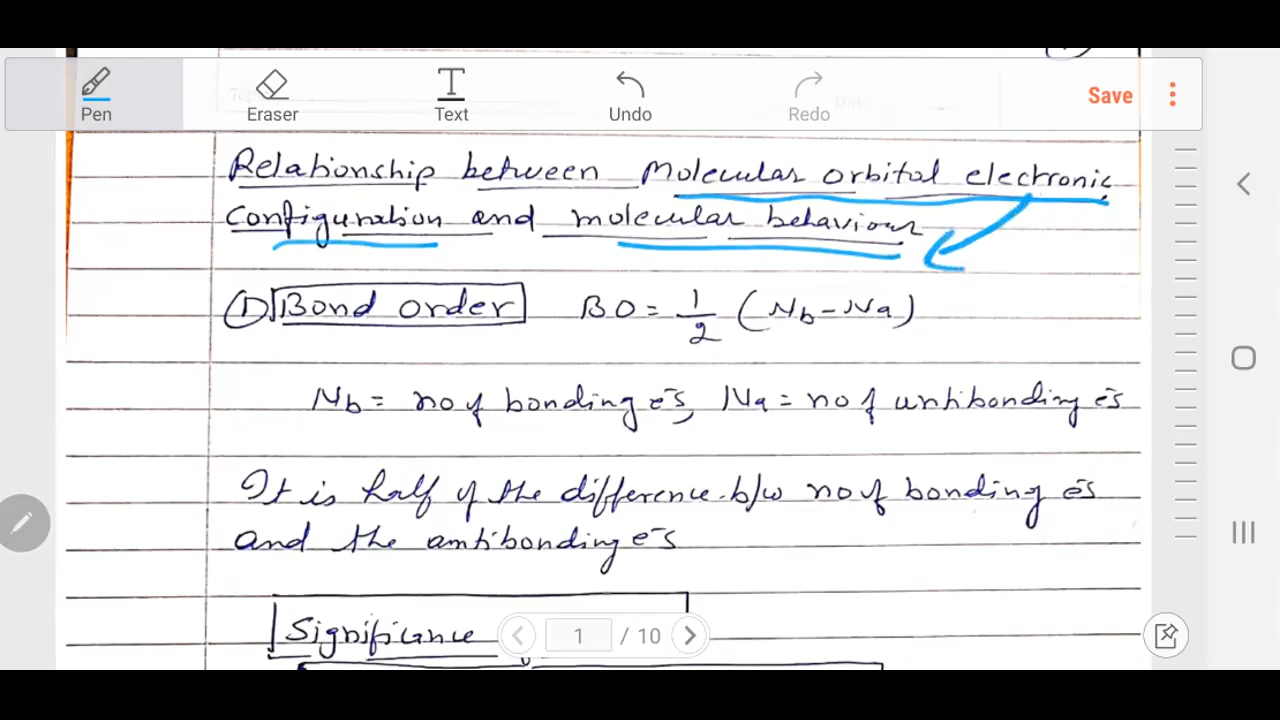 Pen
Eraser
Text
Undo
Redo
Save
Relationship between Molecular orbital electronic
Configuration and molecular behaviour
① Bond order BO = 1/2 (Nb - Na)
Nb = no of bonding e⁻s, Na = no of antibonding e⁻s
It is half of the difference b/w no of bonding e⁻s
and the antibonding e⁻s
Significance
1 / 10